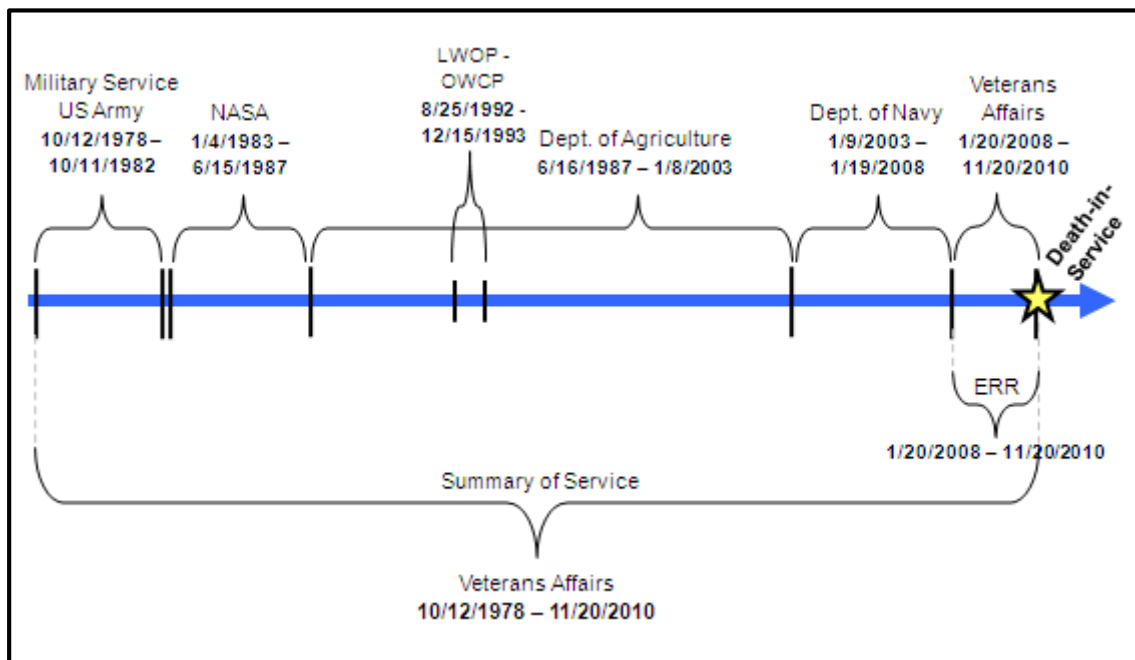 Military Service
US Army
10/12/1978 –
10/11/1982
NASA
1/4/1983 –
6/15/1987
LWOP -
OWCP
8/25/1992 -
12/15/1993
Dept. of Agriculture
6/16/1987 – 1/8/2003
Dept. of Navy
1/9/2003 –
1/19/2008
Veterans
Affairs
1/20/2008 –
11/20/2010
Death-in-
Service
ERR
1/20/2008 – 11/20/2010
Summary of Service
Veterans Affairs
10/12/1978 – 11/20/2010